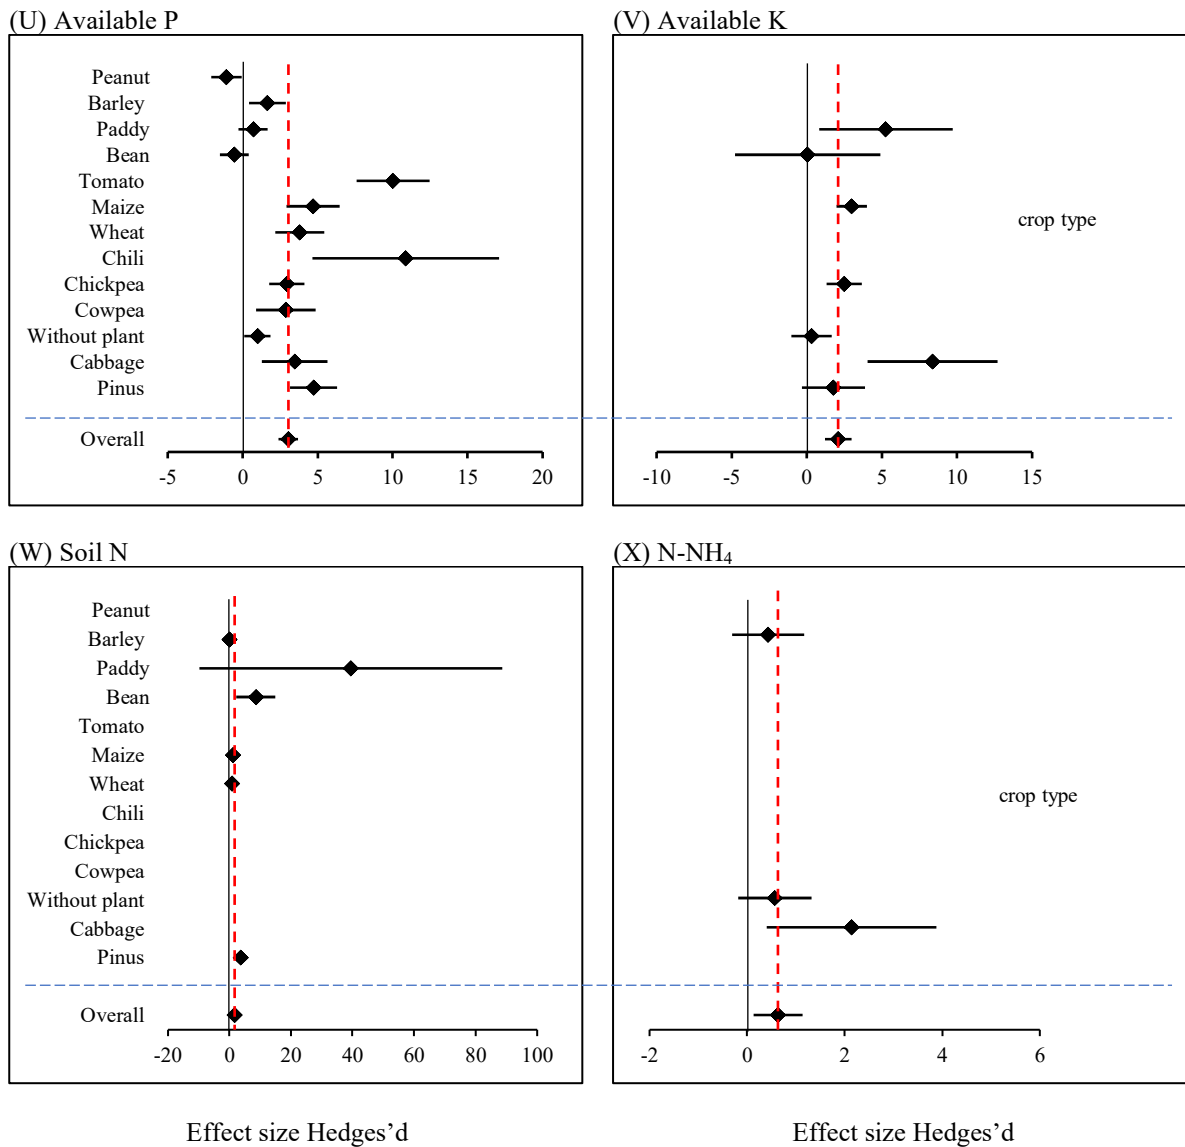 (U) Available P
Peanut
Barley
Paddy
Bean
Tomato
Maize
Wheat
Chili
Chickpea
Cowpea
Without plant
Cabbage
Pinus
Overall
-5 0 5 10 15 20
(V) Available K
crop type
-10 -5 0 5 10 15
(W) Soil N
Peanut
Barley
Paddy
Bean
Tomato
Maize
Wheat
Chili
Chickpea
Cowpea
Without plant
Cabbage
Pinus
Overall
-20 0 20 40 60 80 100
Effect size Hedges’d
(X) N-NH₄
crop type
-2 0 2 4 6
Effect size Hedges’d